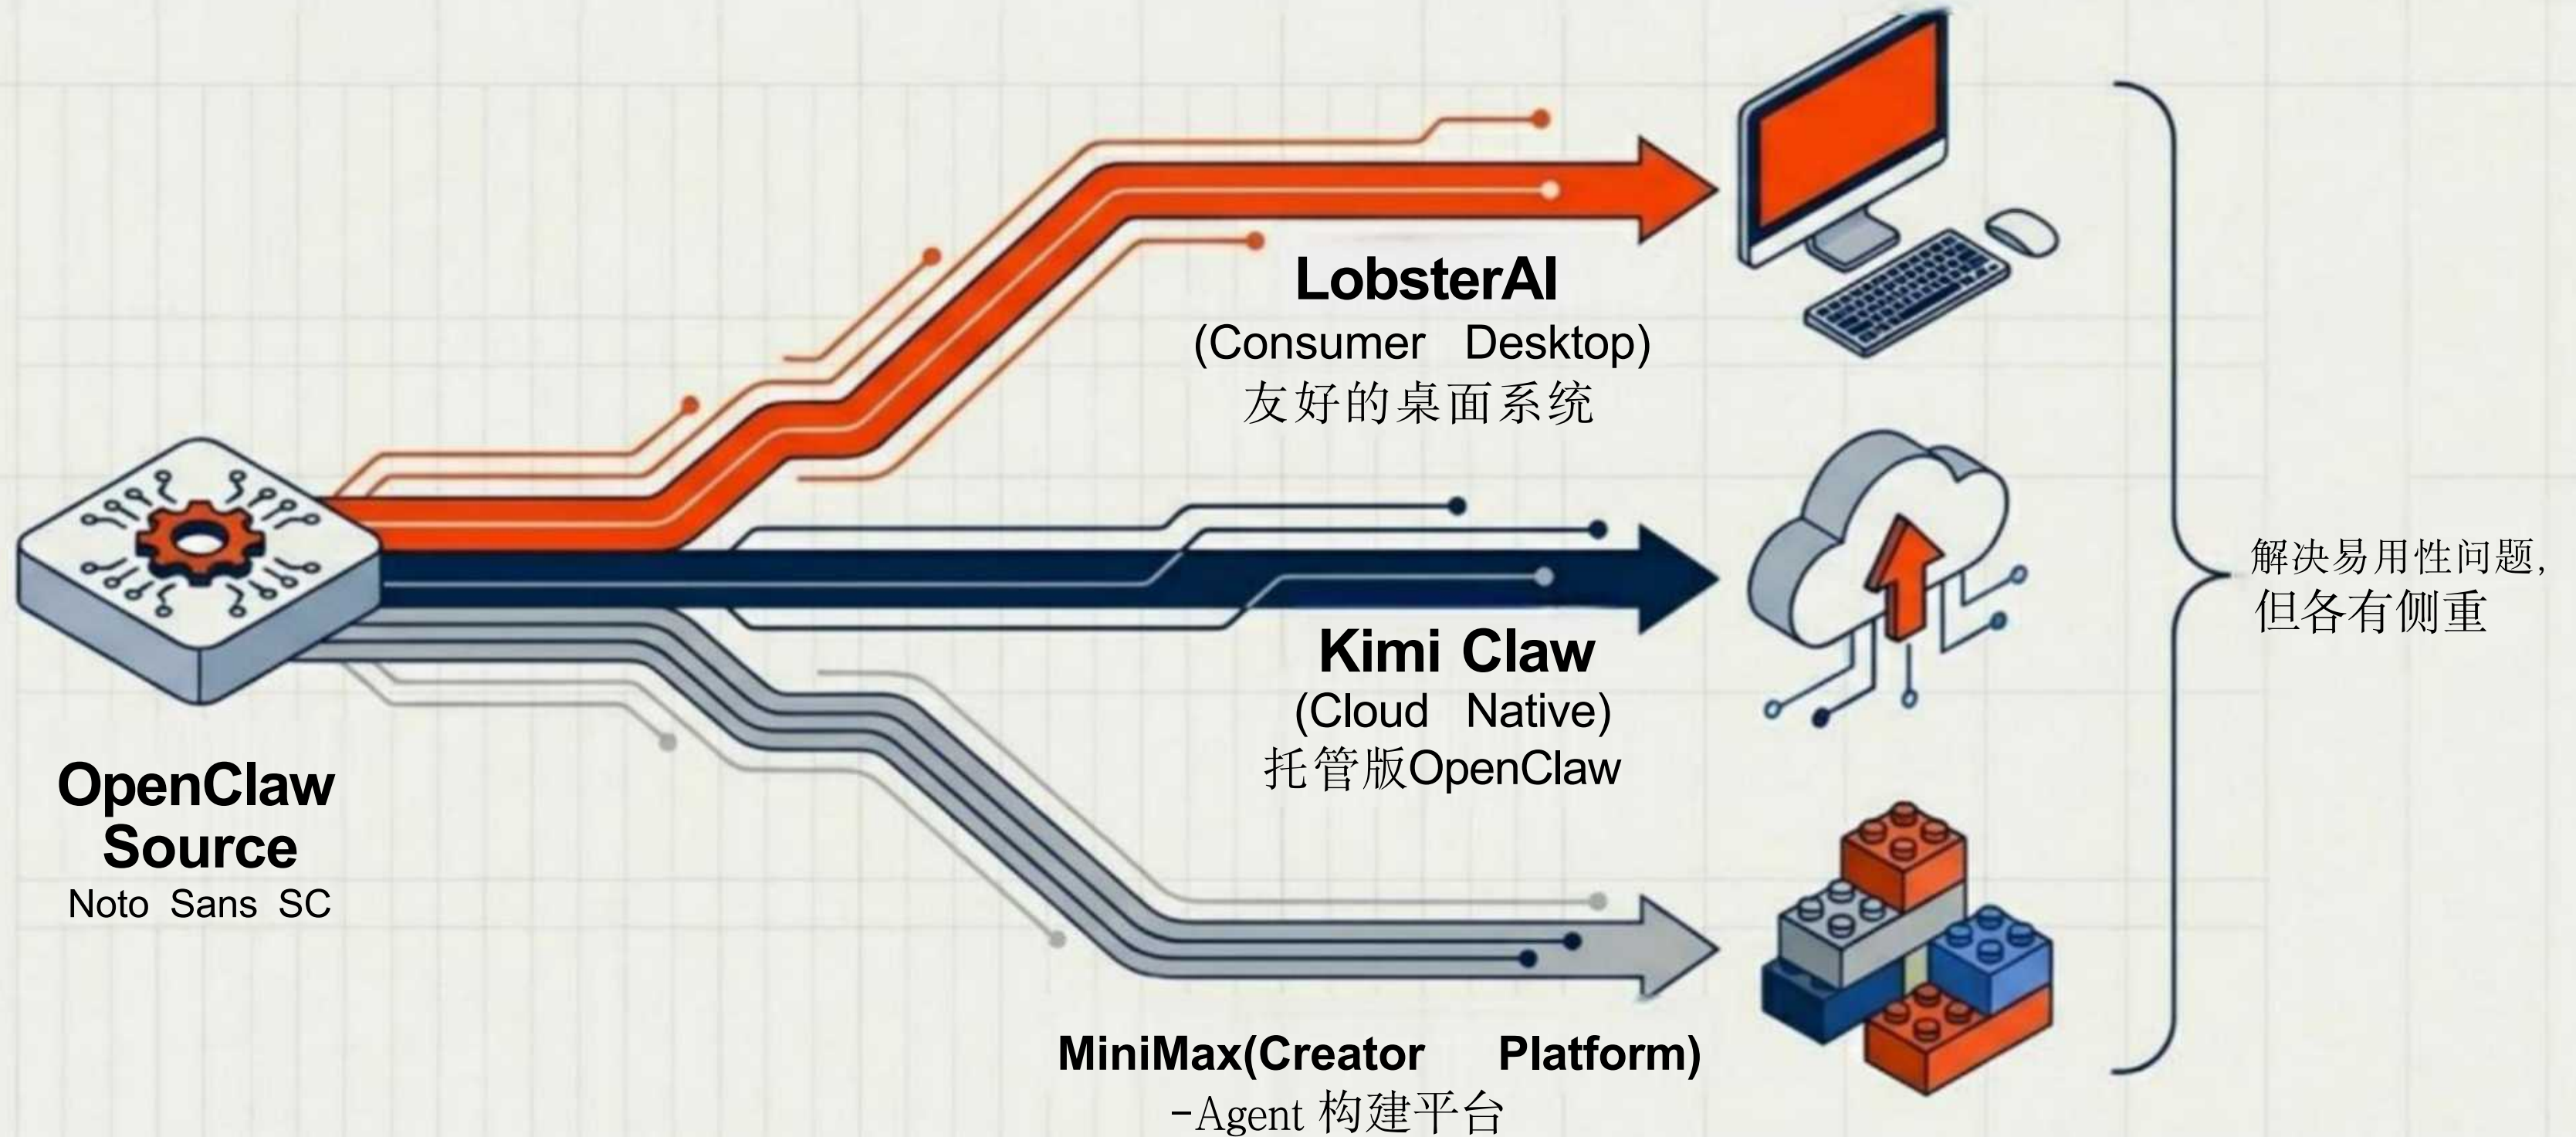 LobsterAI
(Consumer Desktop)
友好的桌面系统
OpenClaw
Source
Noto Sans SC
Kimi Claw
(Cloud Native)
托管版OpenClaw
MiniMax(Creator Platform)
-Agent 构建平台
解决易用性问题,
但各有侧重